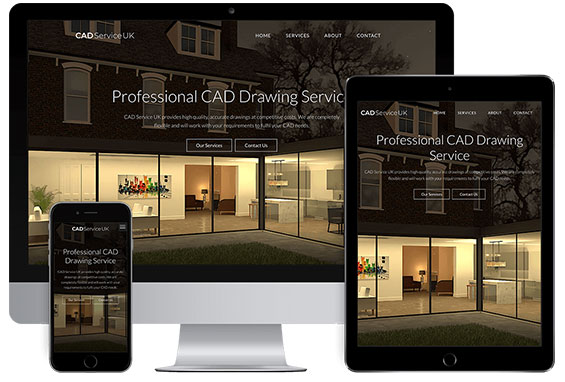 CAD Service UK
HOME SERVICES ABOUT CONTACT
Professional CAD Drawing Servic
CAD Service UK provides high quality, accurate drawings at competitive costs. We are completely
flexible and will work with your requirements to fulfil your CAD needs.
Our Services Contact Us
CAD Service UK
HOME SERVICES ABOUT CONTACT
Professional CAD Drawing
Service
CAD Service UK provides high quality, accurate drawings at competitive costs. We are completely
flexible and will work with your requirements to fulfil your CAD needs.
Our Services Contact Us
CAD Service UK
Professional CAD
Drawing Service
CAD Service UK provides high quality, accurate
drawings at competitive costs. We are
completely flexible and will work with your
requirements to fulfil your CAD needs.
Our Services Contact Us